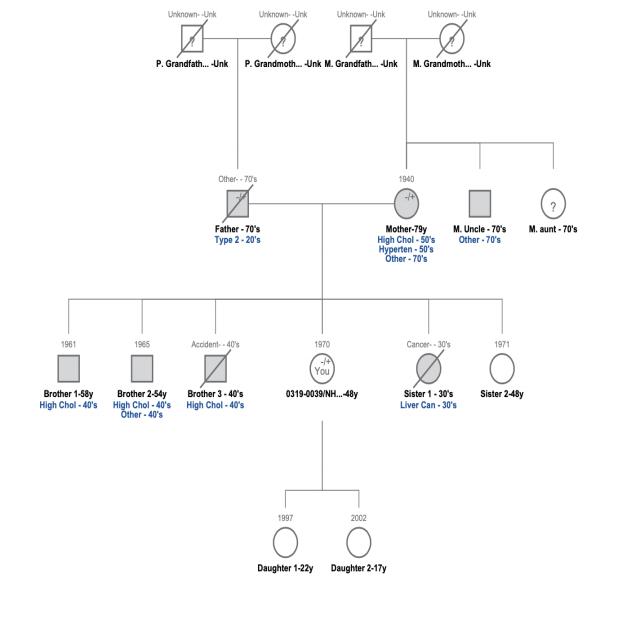 Unknown- -Unk Unknown- -Unk Unknown- -Unk Unknown- -Unk
? ? ? ?
P. Grandfath... -Unk P. Grandmoth... -Unk M. Grandfath... -Unk M. Grandmoth... -Unk
Other- - 70's 1940
-/+ -/+ ?
Father - 70's Mother-79y M. Uncle - 70's M. aunt - 70's
Type 2 - 20's High Chol - 50's Other - 70's
Hyperten - 50's
Other - 70's
1961 1965 Accident- - 40's 1970 Cancer- - 30's 1971
-/+
You
Brother 1-58y Brother 2-54y Brother 3 - 40's 0319-0039/NH...-48y Sister 1 - 30's Sister 2-48y
High Chol - 40's High Chol - 40's High Chol - 40's Liver Can - 30's
Other - 40's
1997 2002
Daughter 1-22y Daughter 2-17y